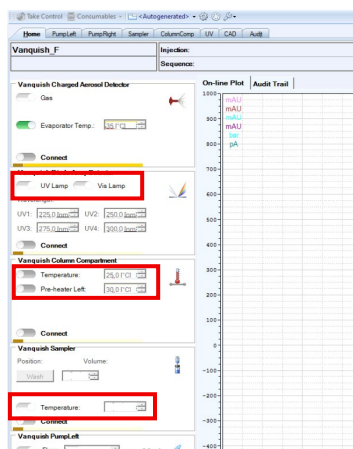 Take Control Consumables <Autogenerated>
Home PumpLeft PumpRight Sampler ColumnComp UV CAD Audit
Vanquish_F Injection:
Sequence:
Vanquish Charged Aerosol Detector
Gas
Evaporator Temp.: 35 [°C]
Connect
UV Lamp Vis Lamp
Wavelength:
UV1: 225,0 [nm] UV2: 250,0 [nm]
UV3: 275,0 [nm] UV4: 300,0 [nm]
Connect
Vanquish Column Compartment
Temperature: 25,0 [°C]
Pre-heater Left: 30,0 [°C]
Connect
Vanquish Sampler
Position: Volume:
Wash
Temperature:
Connect
Vanquish PumpLeft
On-line Plot Audit Trail
1000
mAU
mAU
900
mAU
mAU
bar
800
pA
700
600
500
400
300
200
100
0
-100
-200
-300
-400